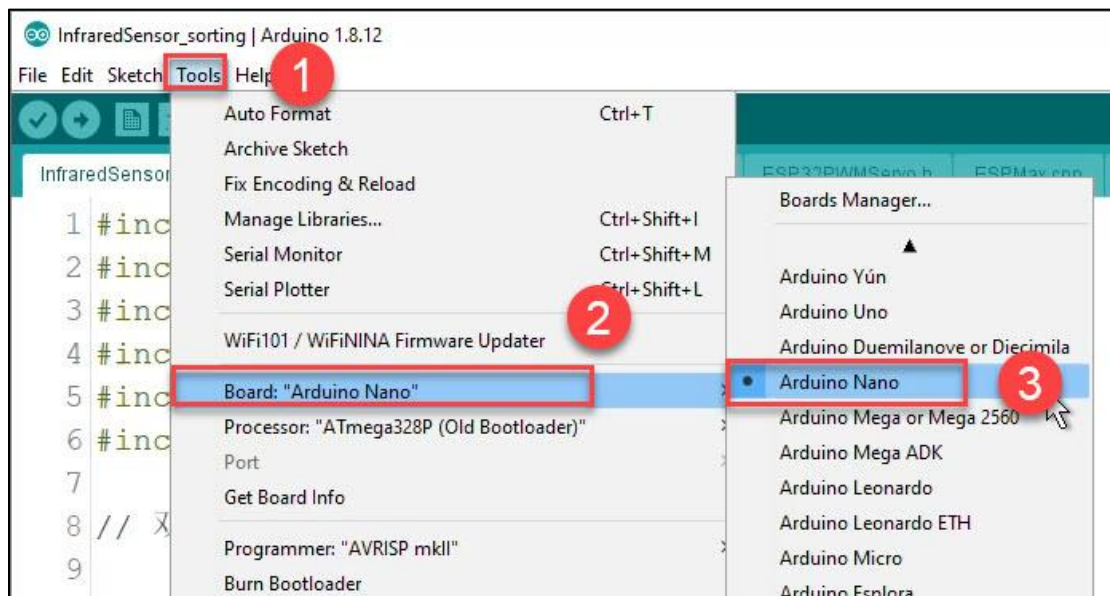 InfraredSensor_sorting | Arduino 1.8.12
File Edit Sketch Tools Help
1
Auto Format Ctrl+T
Archive Sketch
InfraredSensor ESP32PWMServo.h ESPMax.cpp
Fix Encoding & Reload
Boards Manager...
1 #inc
Manage Libraries... Ctrl+Shift+I
2 #inc
Serial Monitor Ctrl+Shift+M
Arduino Yún
3 #inc
Serial Plotter Ctrl+Shift+L
2
Arduino Uno
4 #inc
WiFi101 / WiFiNINA Firmware Updater
Arduino Duemilanove or Diecimila
5 #inc
Board: "Arduino Nano"
Arduino Nano
3
6 #inc
Processor: "ATmega328P (Old Bootloader)"
Arduino Mega or Mega 2560
7
Port
Arduino Mega ADK
Get Board Info
Arduino Leonardo
8 //
Arduino Leonardo ETH
9
Programmer: "AVRISP mkII"
Arduino Micro
Burn Bootloader
Arduino Esplora